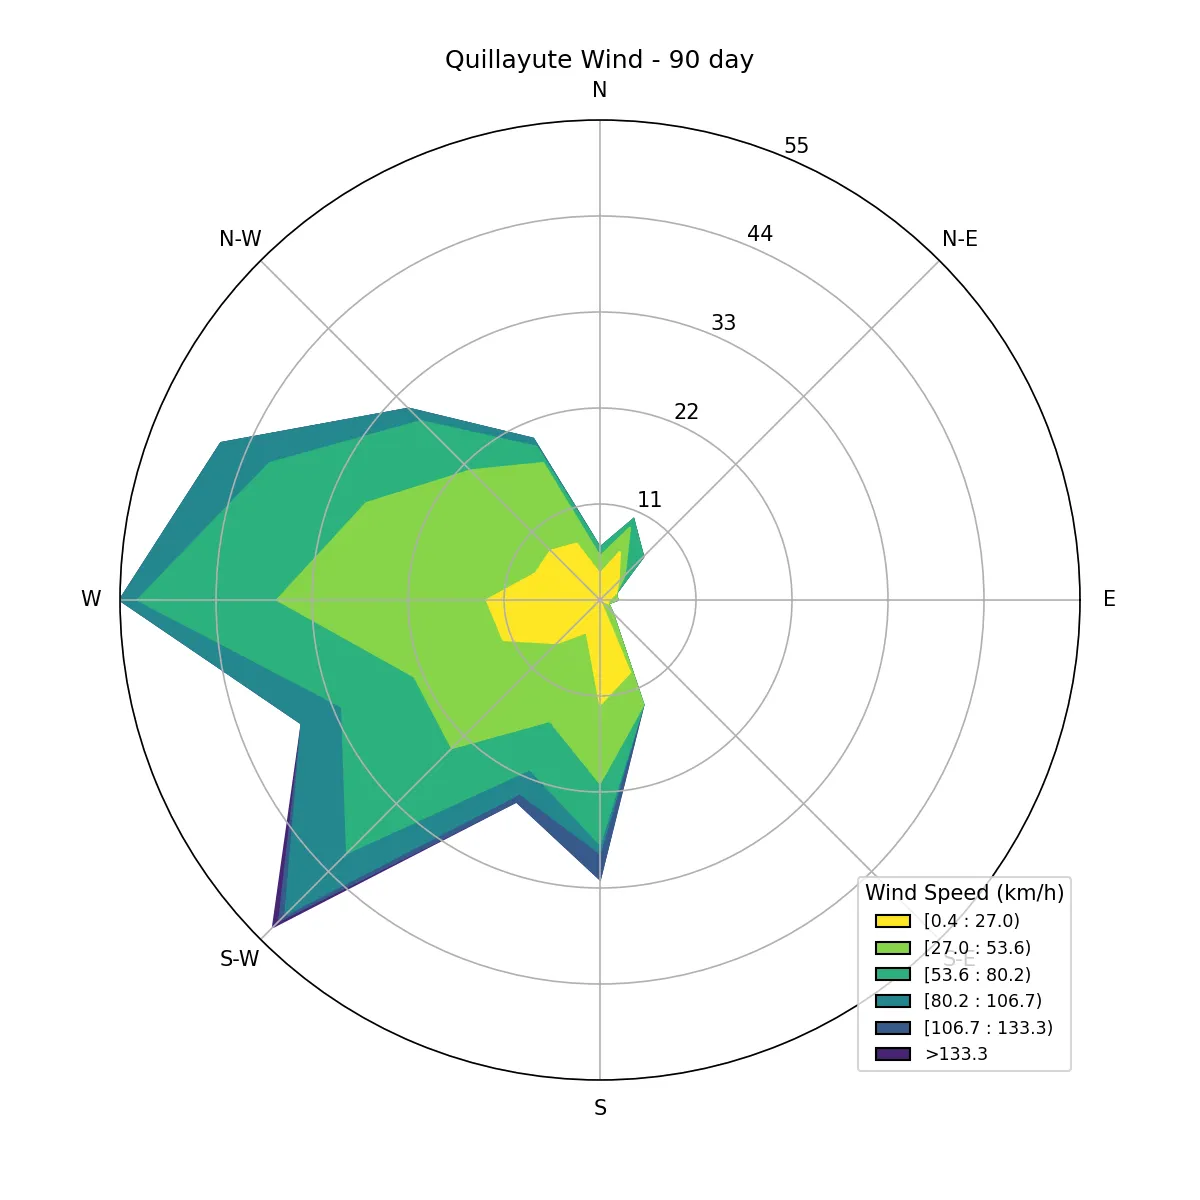 Quillayute Wind - 90 day
N
55
N-W
44
N-E
33
22
11
W
E
S-W
S-E
S
Wind Speed (km/h)
[0.4 : 27.0)
[27.0 : 53.6)
[53.6 : 80.2)
[80.2 : 106.7)
[106.7 : 133.3)
>133.3